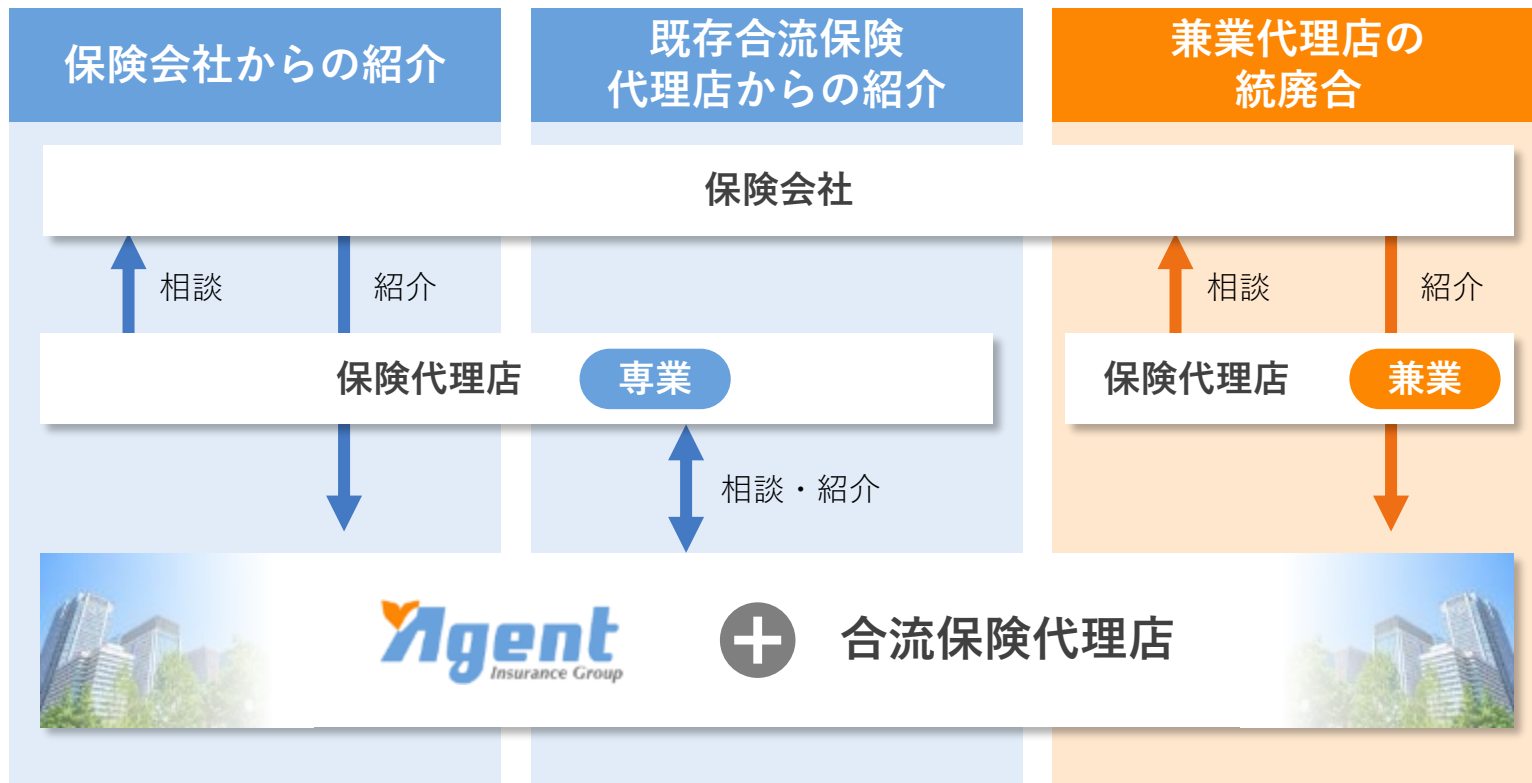 保険会社からの紹介
既存合流保険
代理店からの紹介
兼業代理店の
統廃合
保険会社
相談
紹介
相談
紹介
保険代理店
専業
保険代理店
兼業
相談・紹介
Agent
Insurance Group
合流保険代理店